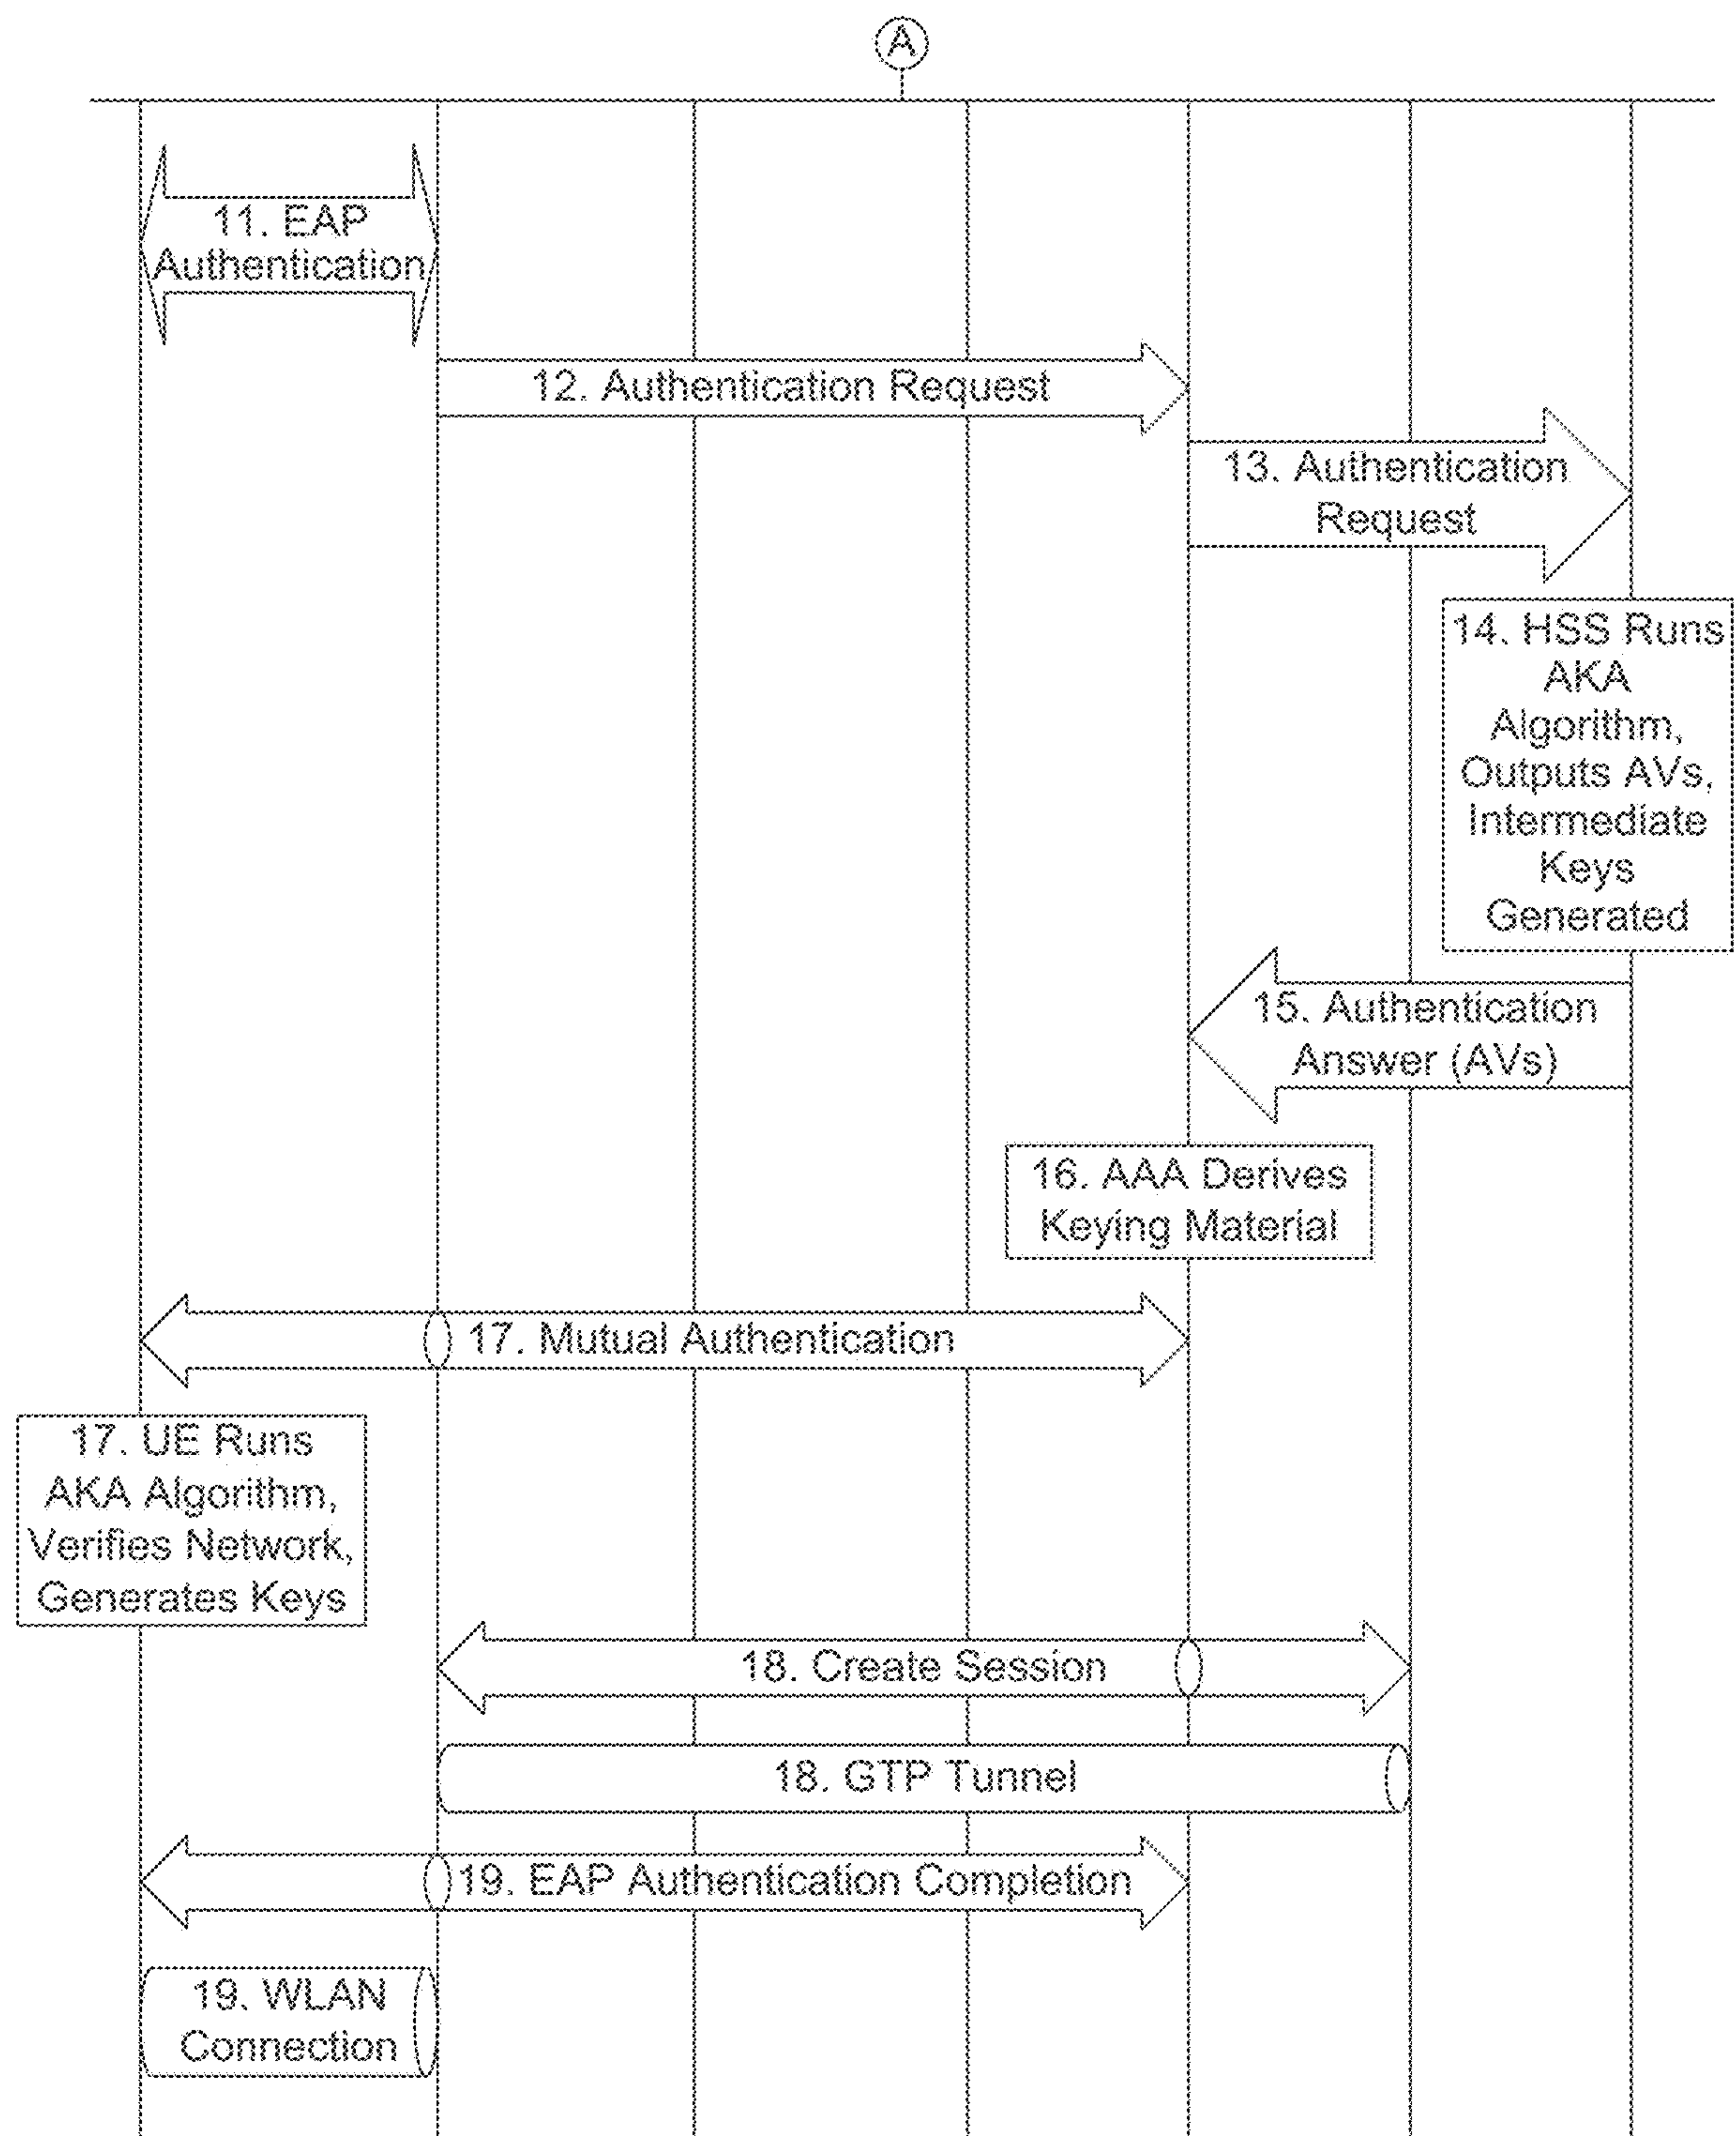 A
11. EAP
Authentication
12. Authentication Request
13. Authentication
Request
14. HSS Runs
AKA
Algorithm,
Outputs AVs,
Intermediate
Keys
Generated
15. Authentication
Answer (AVs)
16. AAA Derives
Keying Material
17. Mutual Authentication
17. UE Runs
AKA Algorithm,
Verifies Network,
Generates Keys
18. Create Session
18. GTP Tunnel
19. EAP Authentication Completion
19. WLAN
Connection